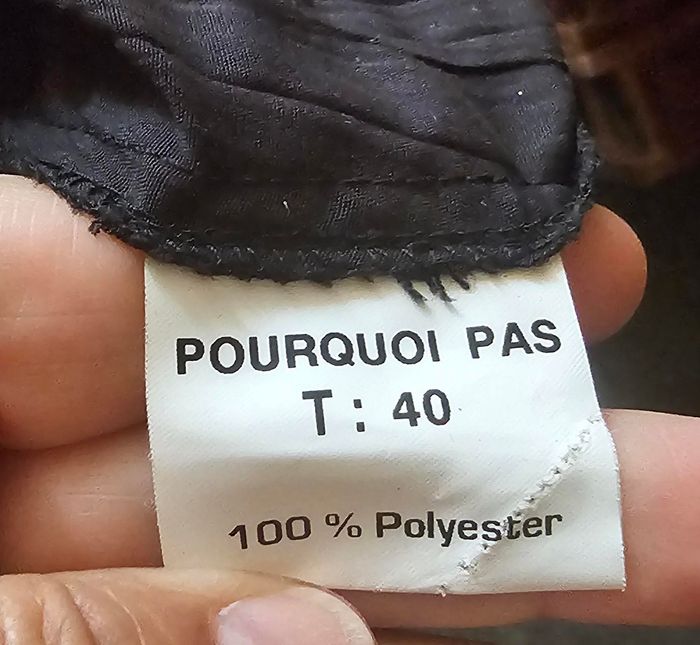 POURQUOI PAS
T : 40
100 % Polyester